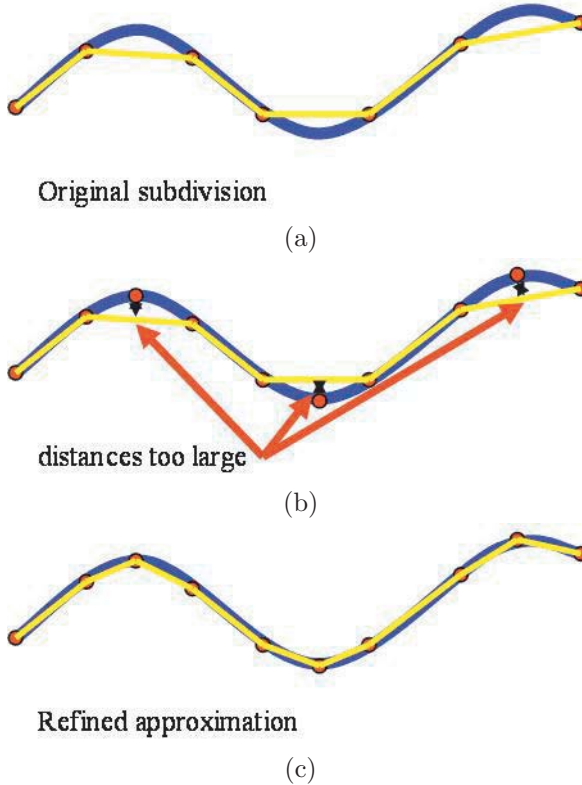 Original subdivision
(a)
distances too large
(b)
Refined approximation
(c)